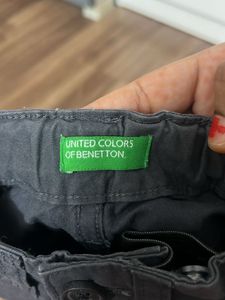 UNITED COLORS
OF BENETTON.